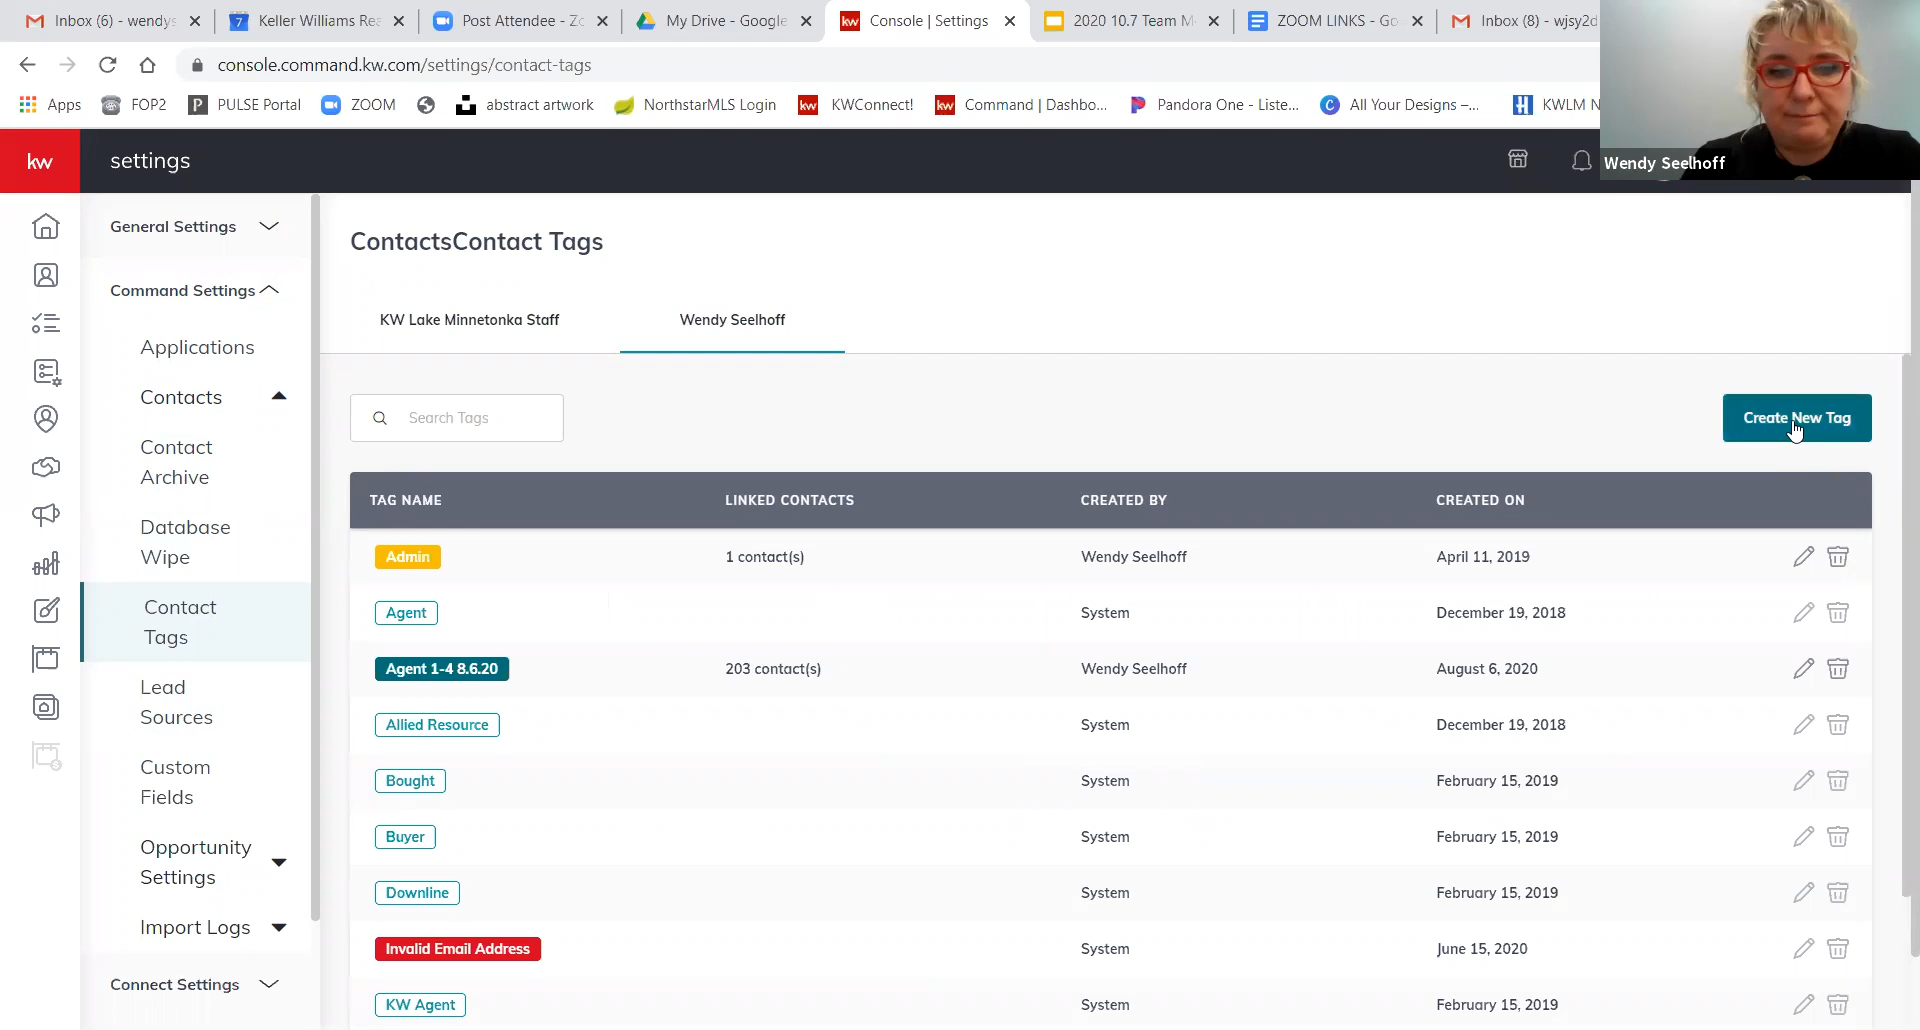 Inbox (6) - wendys
Keller Williams Rea
Post Attendee - Zo
My Drive - Google
kw Console | Settings
2020 10.7 Team M
ZOOM LINKS - Go
Inbox (8) - wjsy2d
console.command.kw.com/settings/contact-tags
Apps
FOP2
PULSE Portal
ZOOM
abstract artwork
NorthstarMLS Login
kw KWConnect!
kw Command | Dashbo...
Pandora One - Liste...
All Your Designs –...
KWLM N
Wendy Seelhoff
kw settings
General Settings
Command Settings
Applications
Contacts
Contact
Archive
Database
Wipe
Contact
Tags
Lead
Sources
Custom
Fields
Opportunity
Settings
Import Logs
Connect Settings
ContactsContact Tags
KW Lake Minnetonka Staff
Wendy Seelhoff
Search Tags
Create New Tag
TAG NAME LINKED CONTACTS CREATED BY CREATED ON
Admin 1 contact(s) Wendy Seelhoff April 11, 2019
Agent System December 19, 2018
Agent 1-4 8.6.20 203 contact(s) Wendy Seelhoff August 6, 2020
Allied Resource System December 19, 2018
Bought System February 15, 2019
Buyer System February 15, 2019
Downline System February 15, 2019
Invalid Email Address System June 15, 2020
KW Agent System February 15, 2019